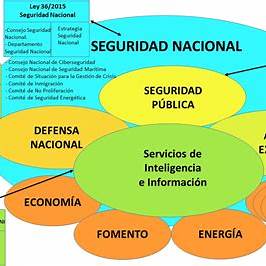 Ley 36/2015
Seguridad Nacional
-Consejo Seguridad
Nacional.
- Departamento
Seguridad Nacional
Estrategia
Seguridad
Nacional
- Consejo Nacional de Ciberseguridad
- Consejo Nacional de Seguridad Marítima
- Comité de Situación para la Gestión de Crisis
- Comité de Inmigración
- Comité de No Proliferación
- Comité de Seguridad Energética
SEGURIDAD NACIONAL
SEGURIDAD
PÚBLICA
DEFENSA
NACIONAL
Servicios de
Inteligencia
e Información
ECONOMÍA
FOMENTO
ENERGÍA